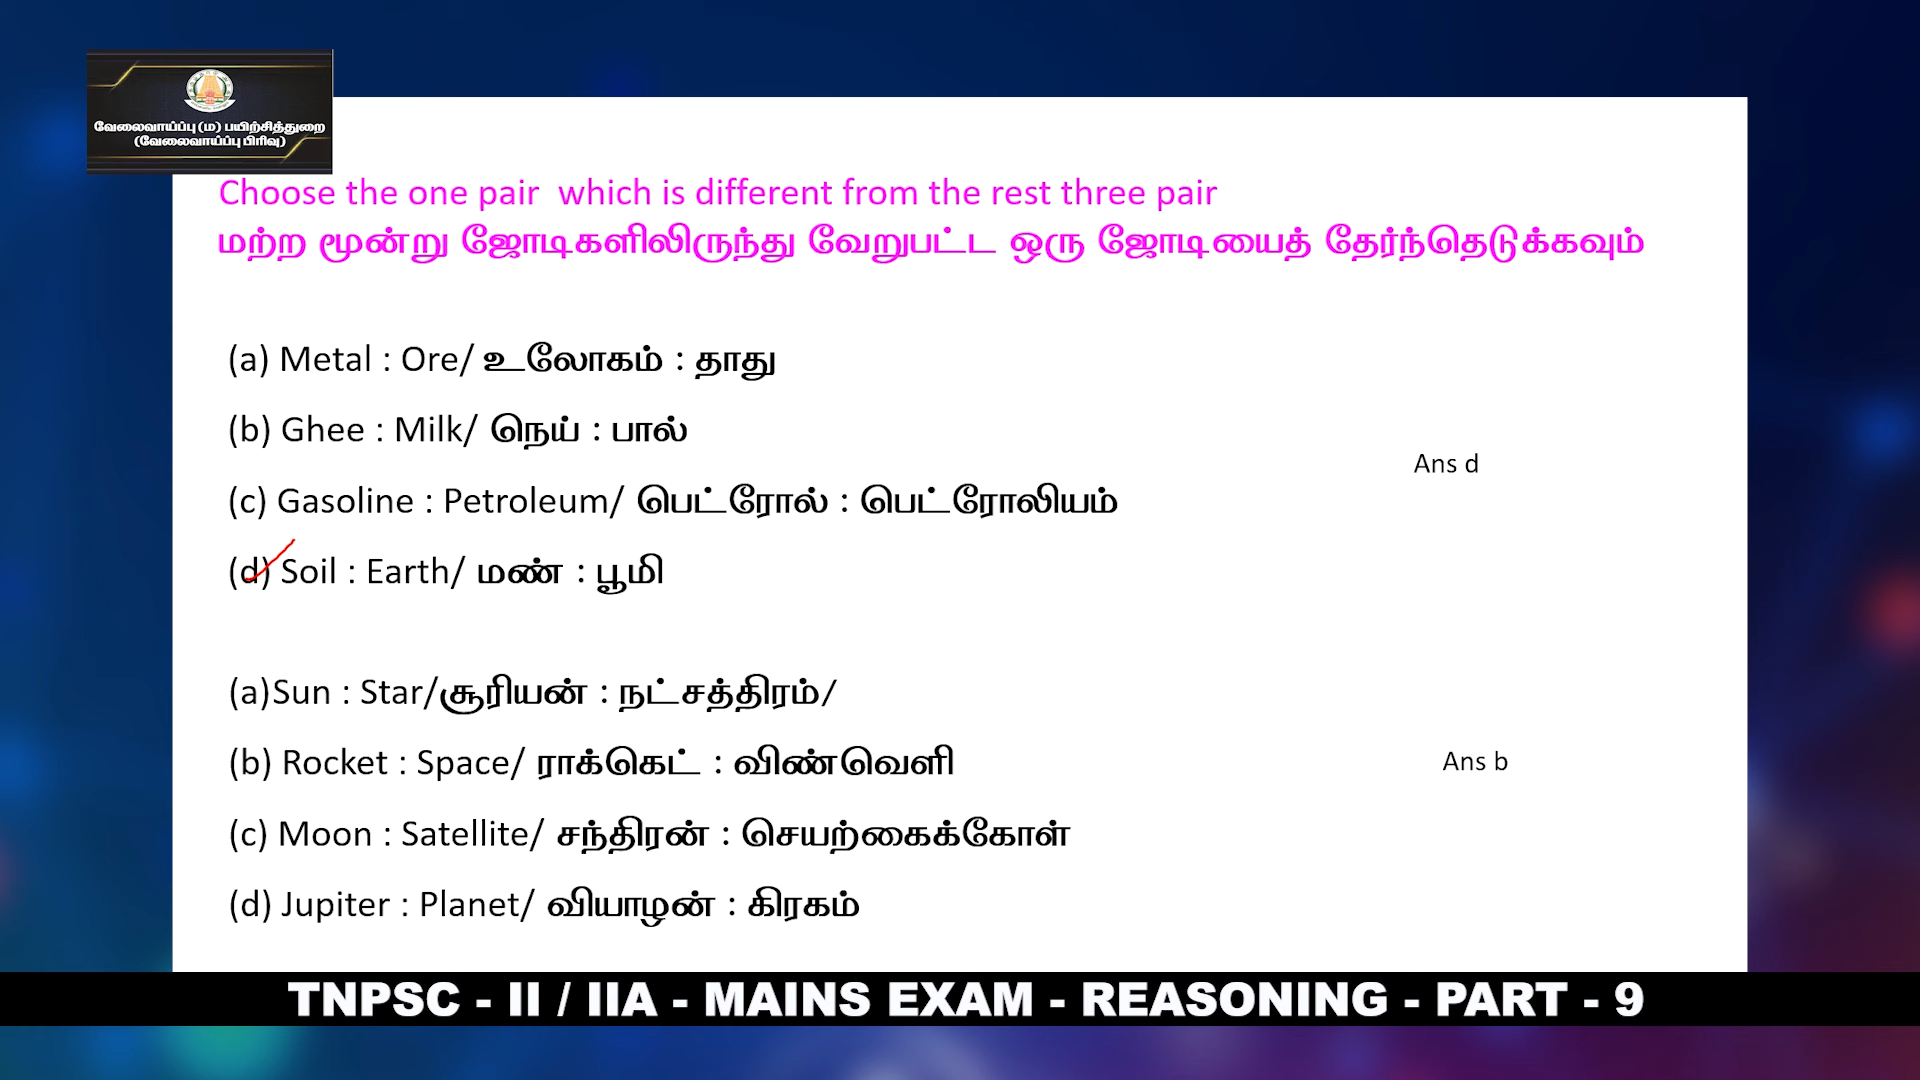 வேலைவாய்ப்பு (ம) பயிற்சித்துறை
(வேலைவாய்ப்பு பிரிவு)
Choose the one pair which is different from the rest three pair
மற்ற மூன்று ஜோடிகளிலிருந்து வேறுபட்ட ஒரு ஜோடியைத் தேர்ந்தெடுக்கவும்
(a) Metal : Ore/ உலோகம் : தாது
(b) Ghee : Milk/ நெய் : பால்
Ans d
(c) Gasoline : Petroleum/ பெட்ரோல் : பெட்ரோலியம்
(d) Soil : Earth/ மண் : பூமி
(a)Sun : Star/சூரியன் : நட்சத்திரம்/
(b) Rocket : Space/ ராக்கெட் : விண்வெளி
Ans b
(c) Moon : Satellite/ சந்திரன் : செயற்கைக்கோள்
(d) Jupiter : Planet/ வியாழன் : கிரகம்
TNPSC - II / IIA - MAINS EXAM - REASONING - PART - 9